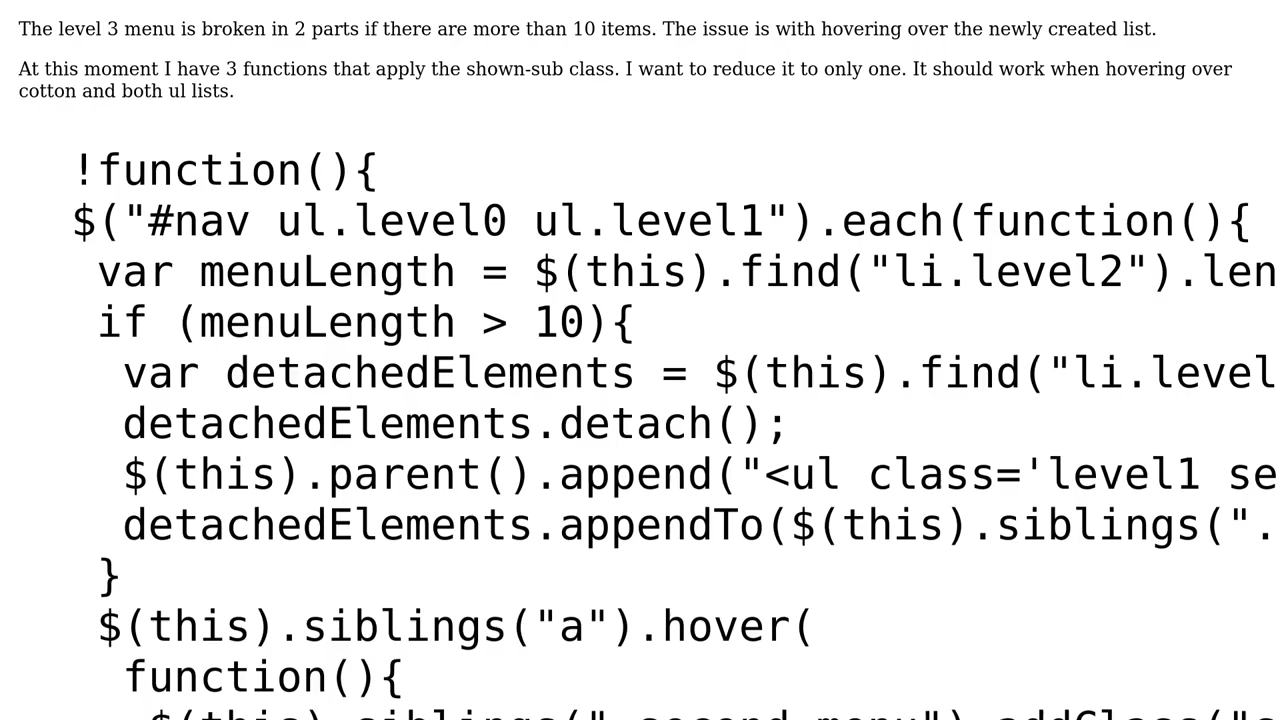 The level 3 menu is broken in 2 parts if there are more than 10 items. The issue is with hovering over the newly created list.
At this moment I have 3 functions that apply the shown-sub class. I want to reduce it to only one. It should work when hovering over
cotton and both ul lists.
!function(){
$("#nav ul.level0 ul.level1").each(function(){
var menuLength = $(this).find("li.level2").len
if (menuLength > 10){
var detachedElements = $(this).find("li.level
detachedElements.detach();
$(this).parent().append("<ul class='level1 se
detachedElements.appendTo($(this).siblings(".
}
$(this).siblings("a").hover(
function(){
$(this).siblings(".second-menu").addClass("s